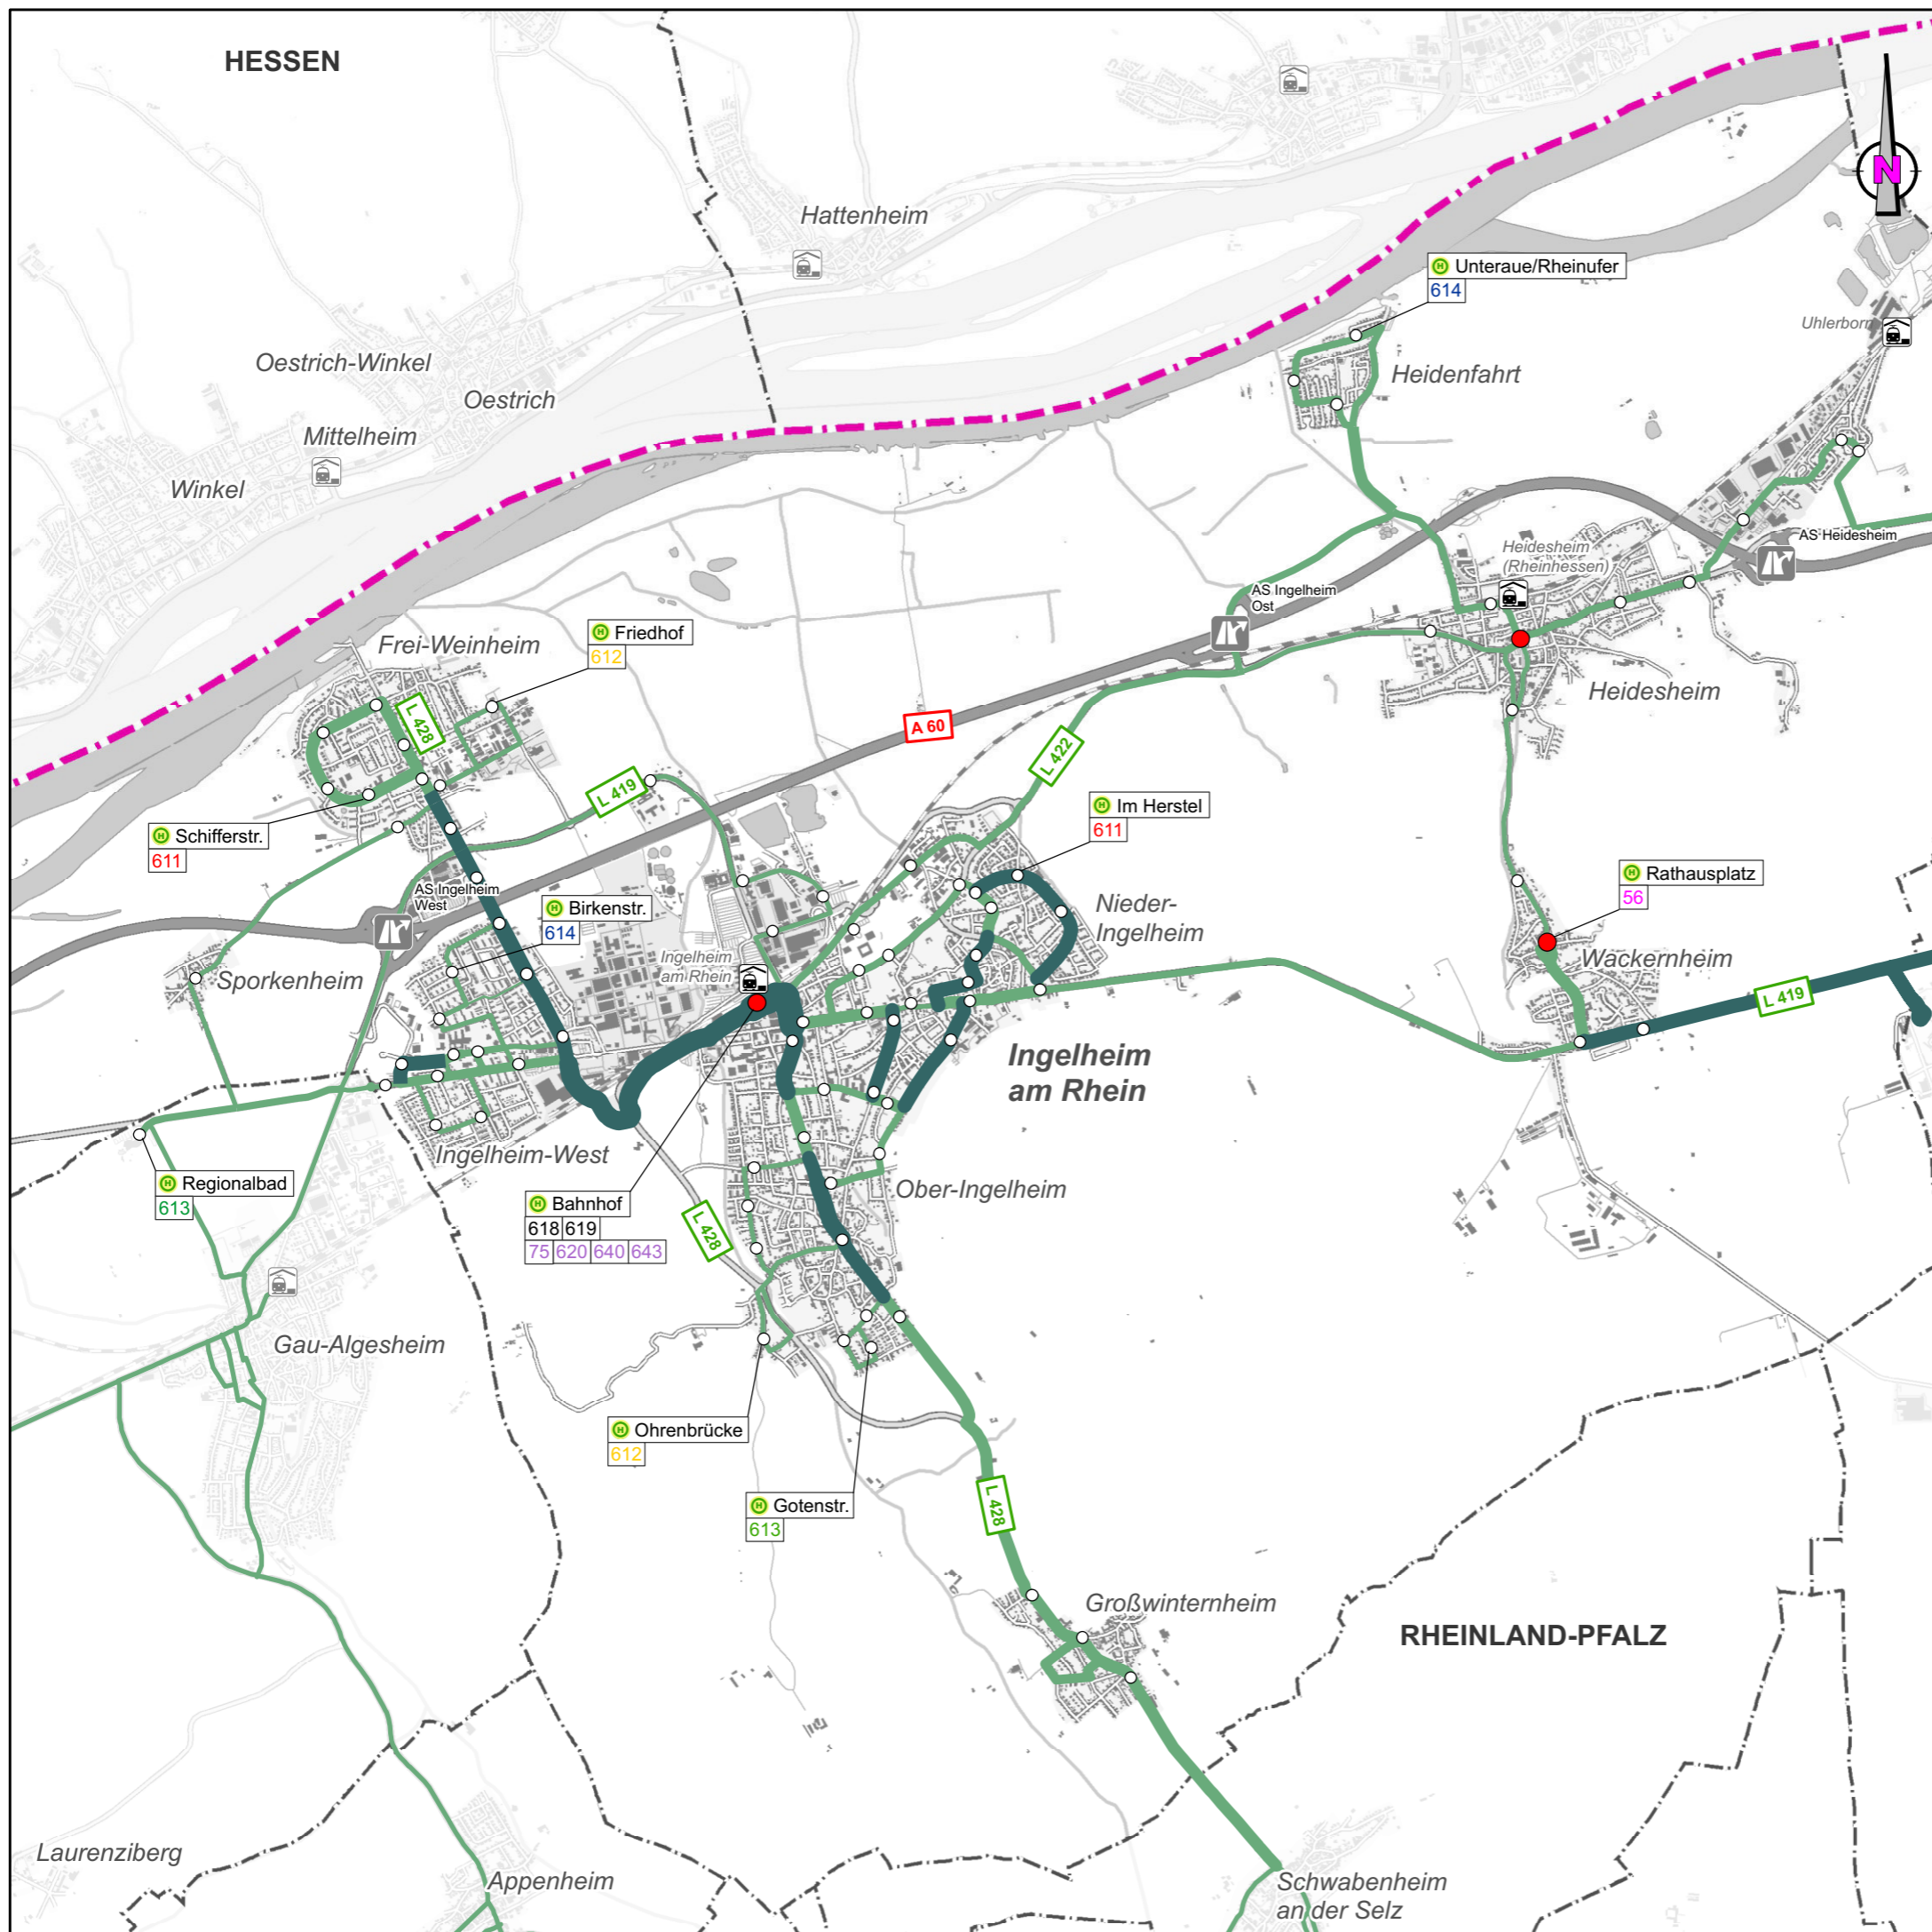 HESSEN
N
Hattenheim
H Unteraue/Rheinufer
614
Uhlerborn
Oestrich-Winkel
Heidenfahrt
Oestrich
Mittelheim
Winkel
AS Heidesheim
Heidesheim
(Rheinhessen)
AS Ingelheim
Ost
H Friedhof
612
Frei-Weinheim
Heidesheim
L 428
A 60
L 422
L 419
H Im Herstel
611
H Schifferstr.
611
H Rathausplatz
56
AS Ingelheim
West
H Birkenstr.
614
Nieder-
Ingelheim
Ingelheim
am Rhein
Sporkenheim
Wackernheim
L 419
Ingelheim
am Rhein
Ingelheim-West
H Regionalbad
613
Ober-Ingelheim
H Bahnhof
618 619
75 620 640 643
L 428
Gau-Algesheim
H Ohrenbrücke
612
H Gotenstr.
613
L 428
Großwinternheim
RHEINLAND-PFALZ
Laurenziberg
Appenheim
Schwabenheim
an der Selz